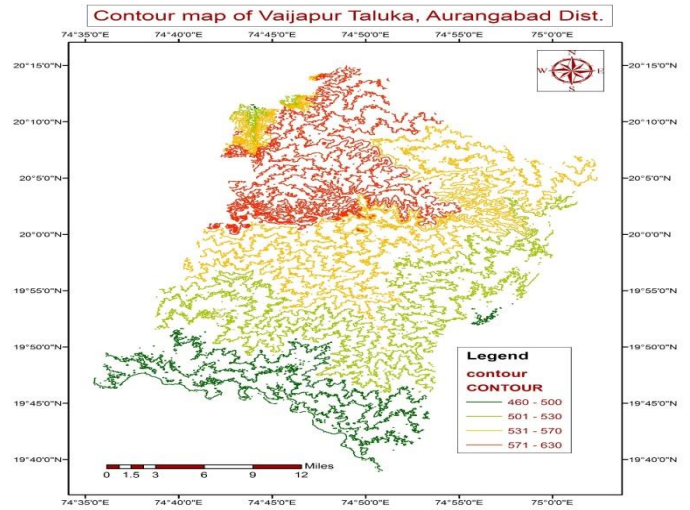 Contour map of Vaijapur Taluka, Aurangabad Dist.
74°35'0"E 74°40'0"E 74°45'0"E 74°50'0"E 74°55'0"E 75°0'0"E
N
W E
S
20°15'0"N 20°15'0"N
20°10'0"N 20°10'0"N
20°5'0"N 20°5'0"N
20°0'0"N 20°0'0"N
19°55'0"N 19°55'0"N
19°50'0"N 19°50'0"N
19°45'0"N 19°45'0"N
19°40'0"N 19°40'0"N
Legend
contour
CONTOUR
460 - 500
501 - 530
531 - 570
571 - 630
Miles
0 1.5 3 6 9 12
74°35'0"E 74°40'0"E 74°45'0"E 74°50'0"E 74°55'0"E 75°0'0"E